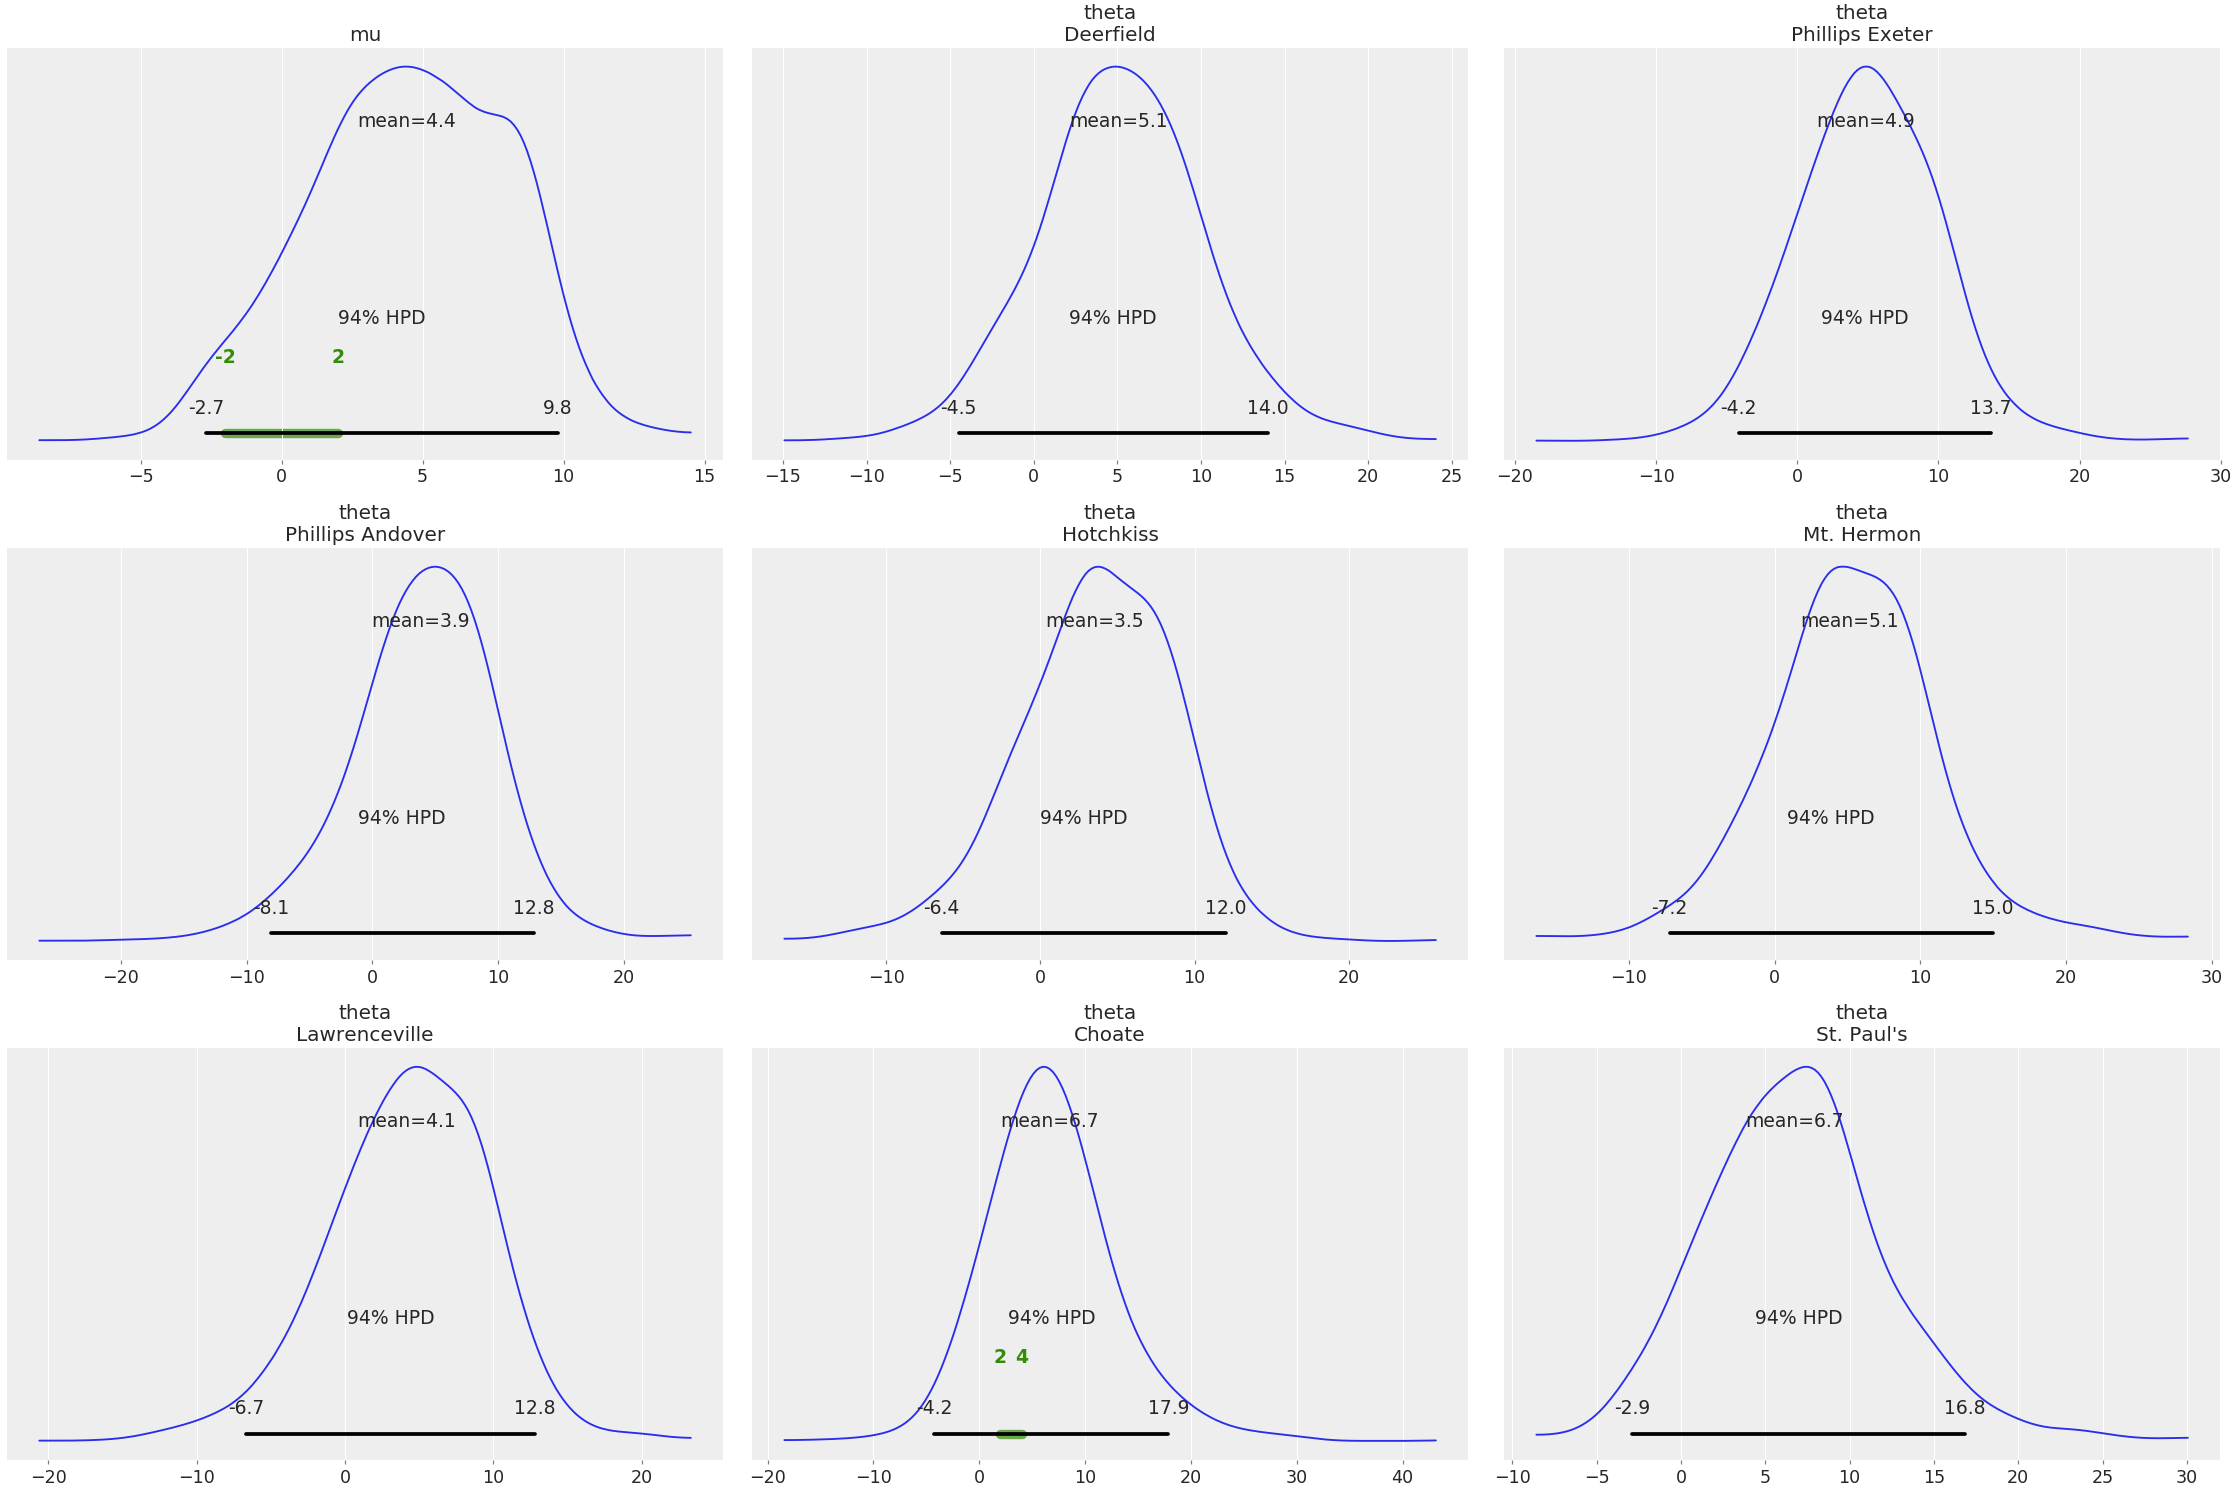 mu
mean=4.4
94% HPD
-2 2
-2.7 9.8
−5 0 5 10 15
theta
Deerfield
mean=5.1
94% HPD
-4.5 14.0
−15 −10 −5 0 5 10 15 20 25
theta
Phillips Exeter
mean=4.9
94% HPD
-4.2 13.7
−20 −10 0 10 20 30
theta
Phillips Andover
mean=3.9
94% HPD
-8.1 12.8
−20 −10 0 10 20
theta
Hotchkiss
mean=3.5
94% HPD
-6.4 12.0
−10 0 10 20
theta
Mt. Hermon
mean=5.1
94% HPD
-7.2 15.0
−10 0 10 20 30
theta
Lawrenceville
mean=4.1
94% HPD
-6.7 12.8
−20 −10 0 10 20
theta
Choate
mean=6.7
94% HPD
2 4
-4.2 17.9
−20 −10 0 10 20 30 40
theta
St. Paul's
mean=6.7
94% HPD
-2.9 16.8
−10 −5 0 5 10 15 20 25 30